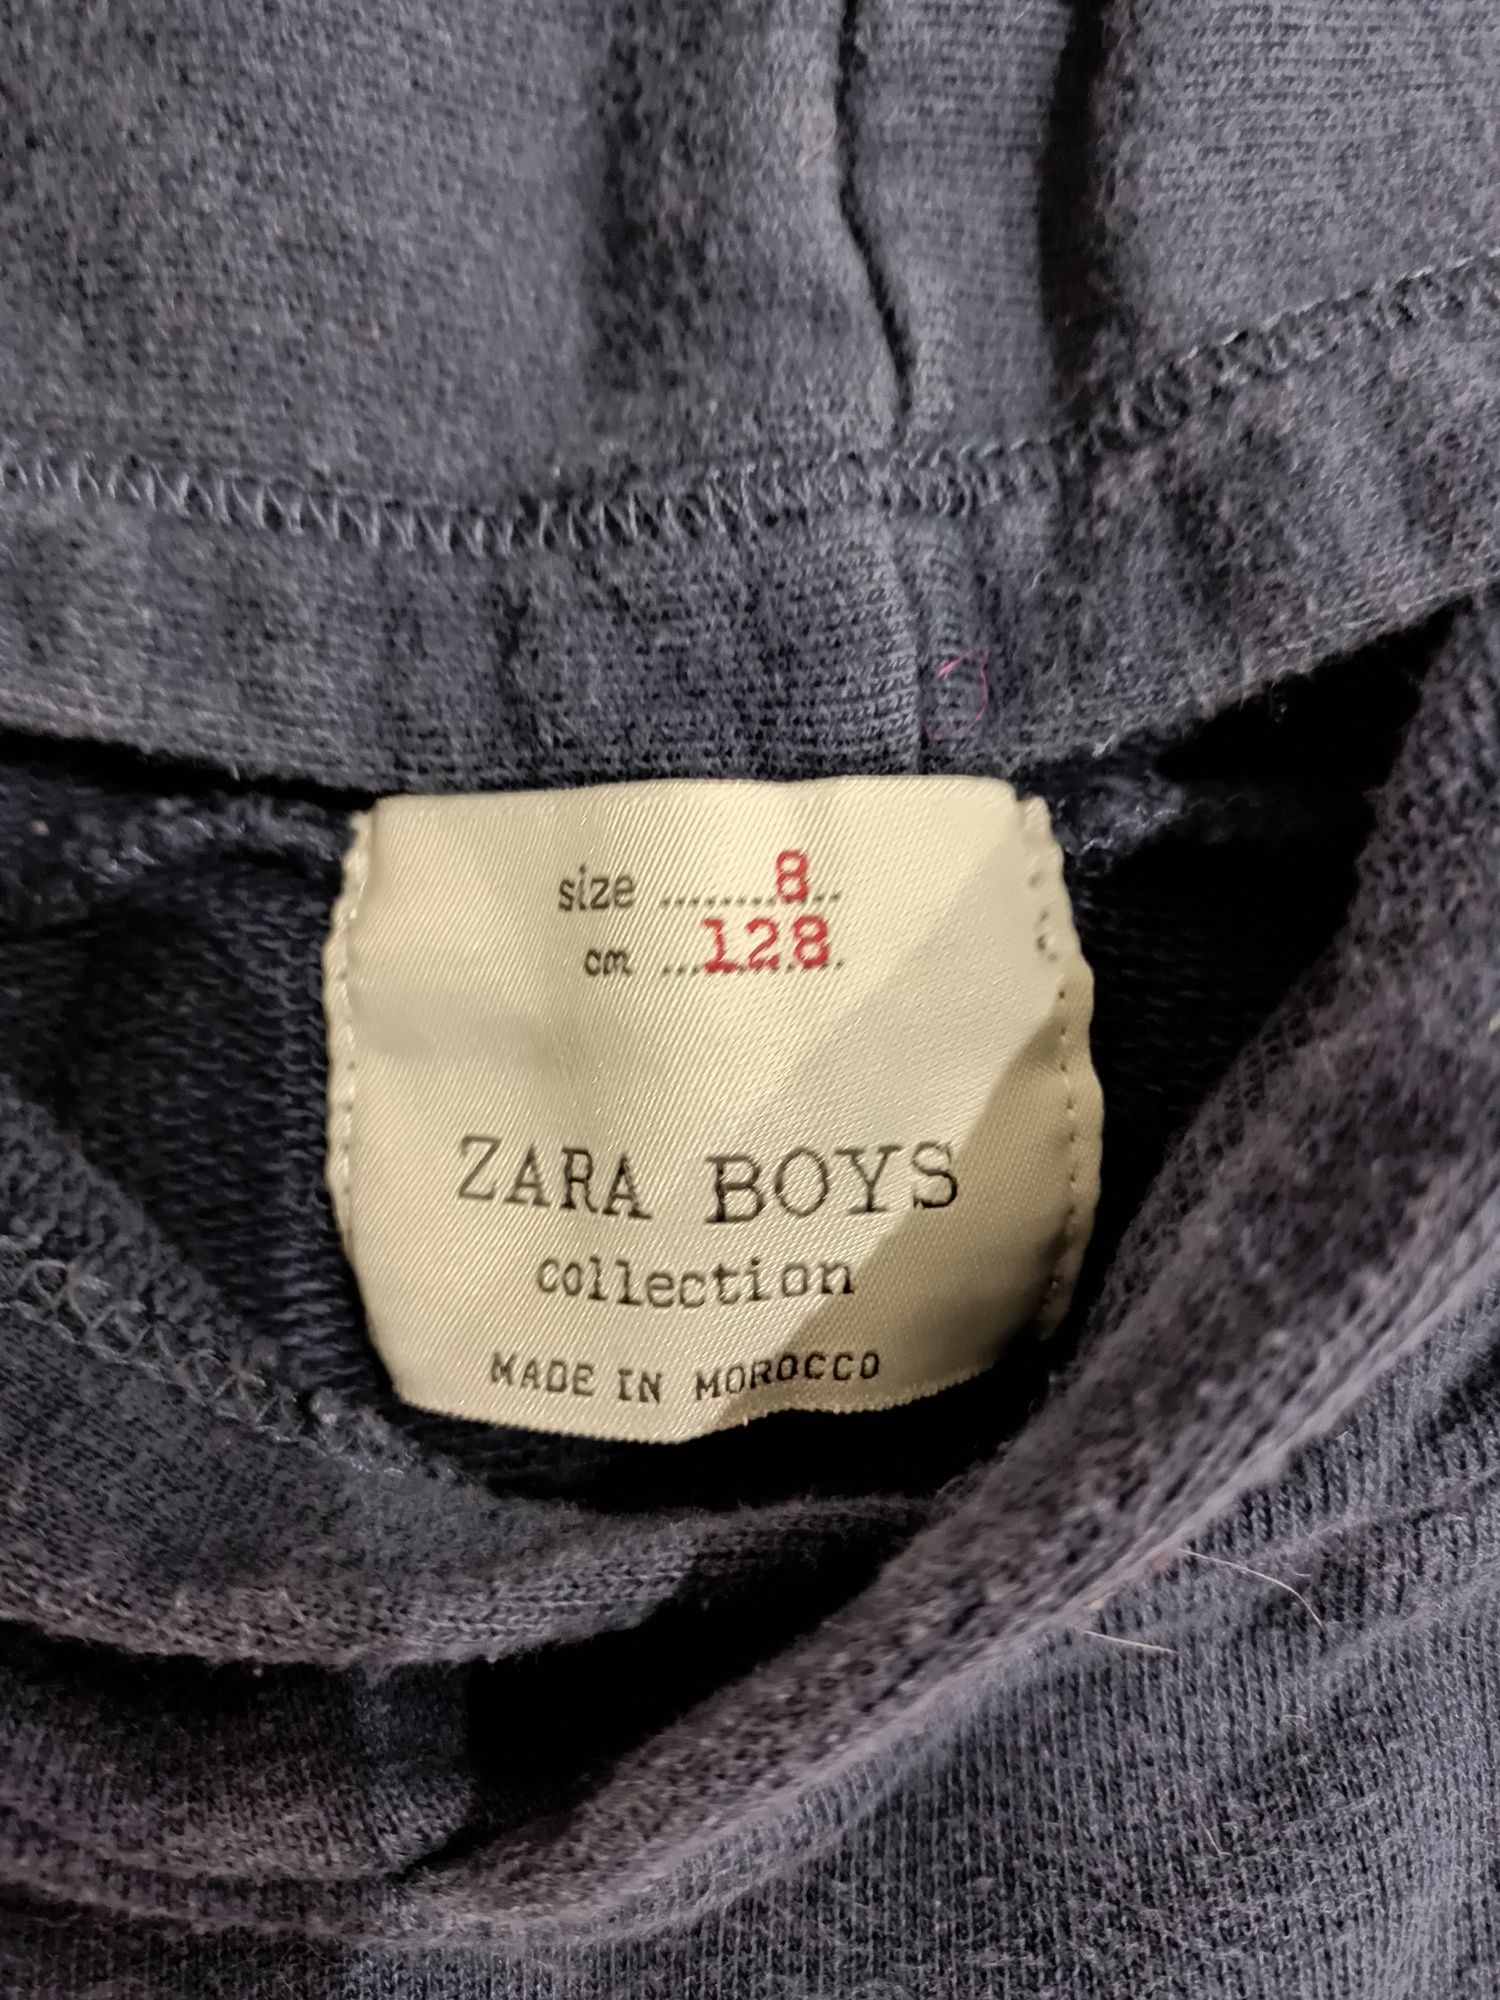 size ........8..
cm ...128.
ZARA BOYS
collection
MADE IN MOROCCO